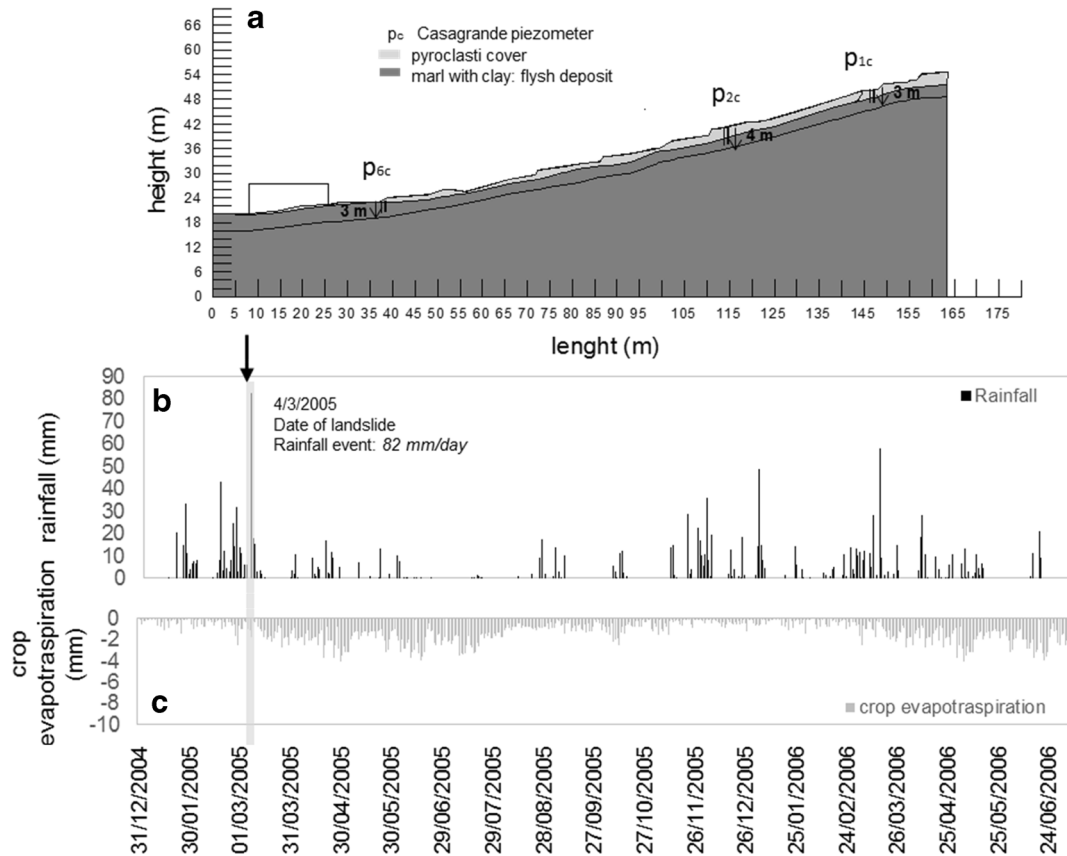 a
pc Casagrande piezometer
pyroclasti cover
marl with clay: flysh deposit
height (m)
66
60
54
48
42
36
30
24
18
12
6
0
p1c
3 m
p2c
4 m
p6c
3 m
0 5 10 15 20 25 30 35 40 45 50 55 60 65 70 75 80 85 90 95 105 115 125 135 145 155 165 175
lenght (m)
b
rainfall (mm)
90
80
70
60
50
40
30
20
10
0
4/3/2005
Date of landslide
Rainfall event: 82 mm/day
Rainfall
crop
evapotraspiration
(mm)
0
-2
-4
-6
-8
-10
c
crop evapotraspiration
31/12/2004
30/01/2005
01/03/2005
31/03/2005
30/04/2005
30/05/2005
29/06/2005
29/07/2005
28/08/2005
27/09/2005
27/10/2005
26/11/2005
26/12/2005
25/01/2006
24/02/2006
26/03/2006
25/04/2006
25/05/2006
24/06/2006